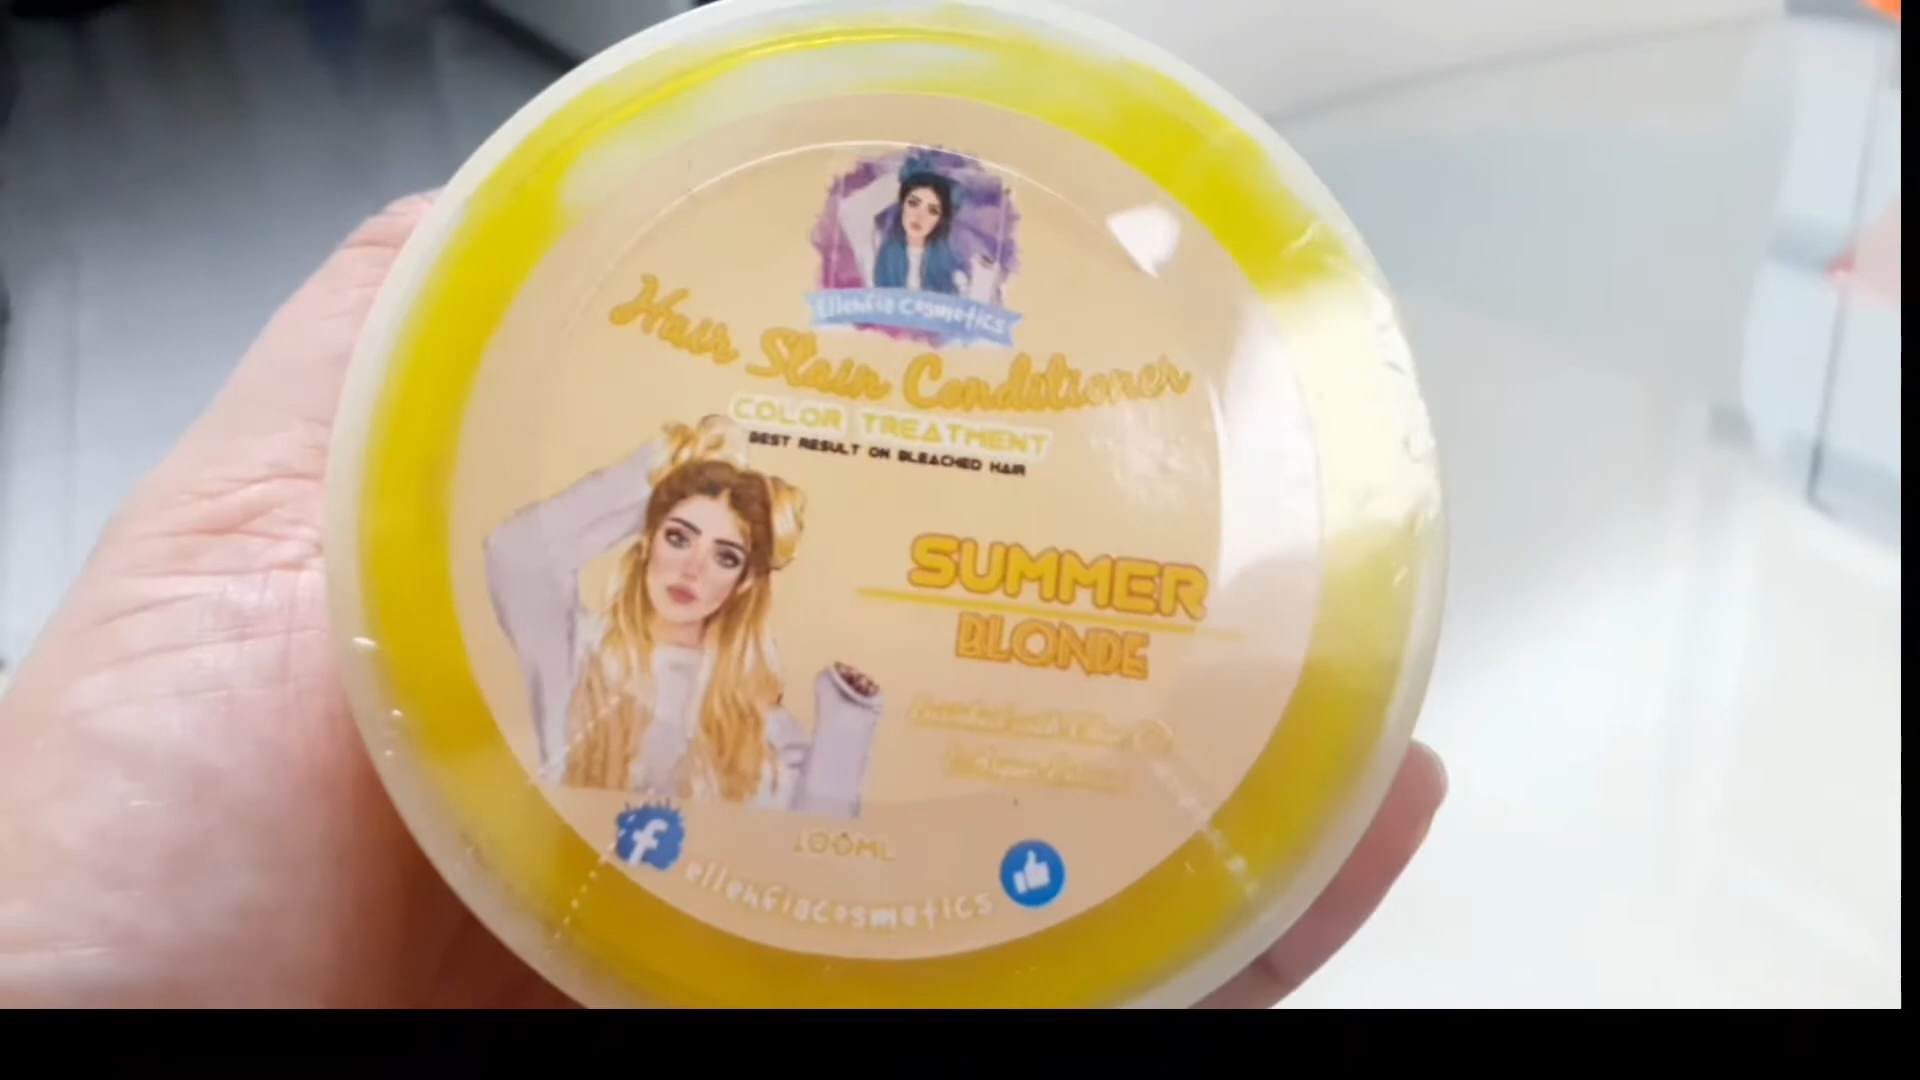 Ellenfia Cosmetics
Hair Stain Conditioner
COLOR TREATMENT
BEST RESULT ON BLEACHED HAIR
SUMMER
BLONDE
100ML
f
ellenfiacosmetics